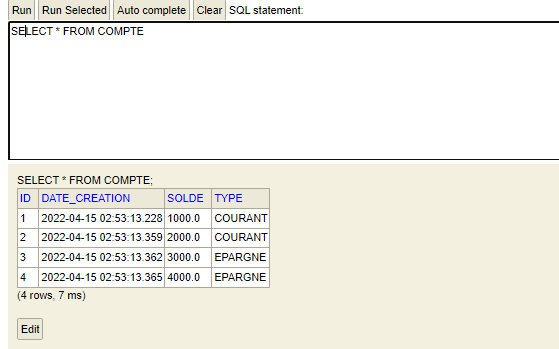 Run Run Selected Auto complete Clear SQL statement:
SELECT * FROM COMPTE
SELECT * FROM COMPTE;
ID DATE_CREATION SOLDE TYPE
1 2022-04-15 02:53:13.228 1000.0 COURANT
2 2022-04-15 02:53:13.359 2000.0 COURANT
3 2022-04-15 02:53:13.362 3000.0 EPARGNE
4 2022-04-15 02:53:13.365 4000.0 EPARGNE
(4 rows, 7 ms)
Edit